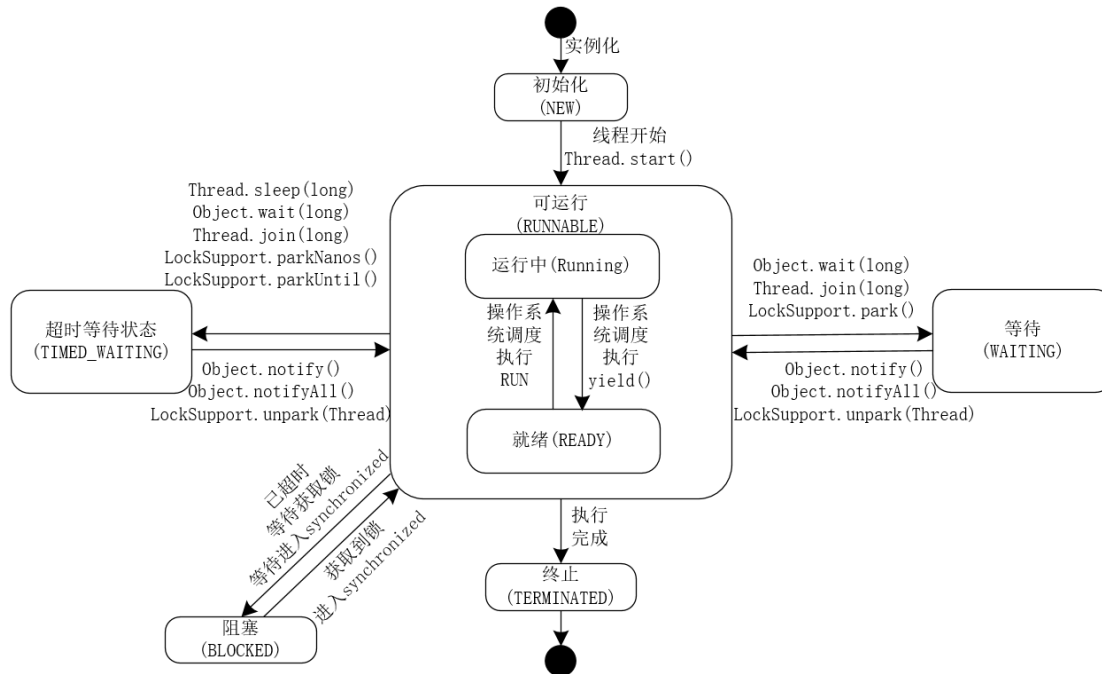 实例化
初始化
(NEW)
线程开始
Thread.start()
Thread.sleep(long)
Object.wait(long)
Thread.join(long)
LockSupport.parkNanos()
LockSupport.parkUntil()
可运行
(RUNNABLE)
运行中(Running)
操作系
统调度
执行
RUN
操作系
统调度
执行
yield()
就绪(READY)
Object.wait(long)
Thread.join(long)
LockSupport.park()
超时等待状态
(TIMED_WAITING)
等待
(WAITING)
Object.notify()
Object.notifyAll()
LockSupport.unpark(Thread)
Object.notify()
Object.notifyAll()
LockSupport.unpark(Thread)
已超时
等待获取锁
等待进入synchronized
获取到锁
进入synchronized
执行
完成
阻塞
(BLOCKED)
终止
(TERMINATED)